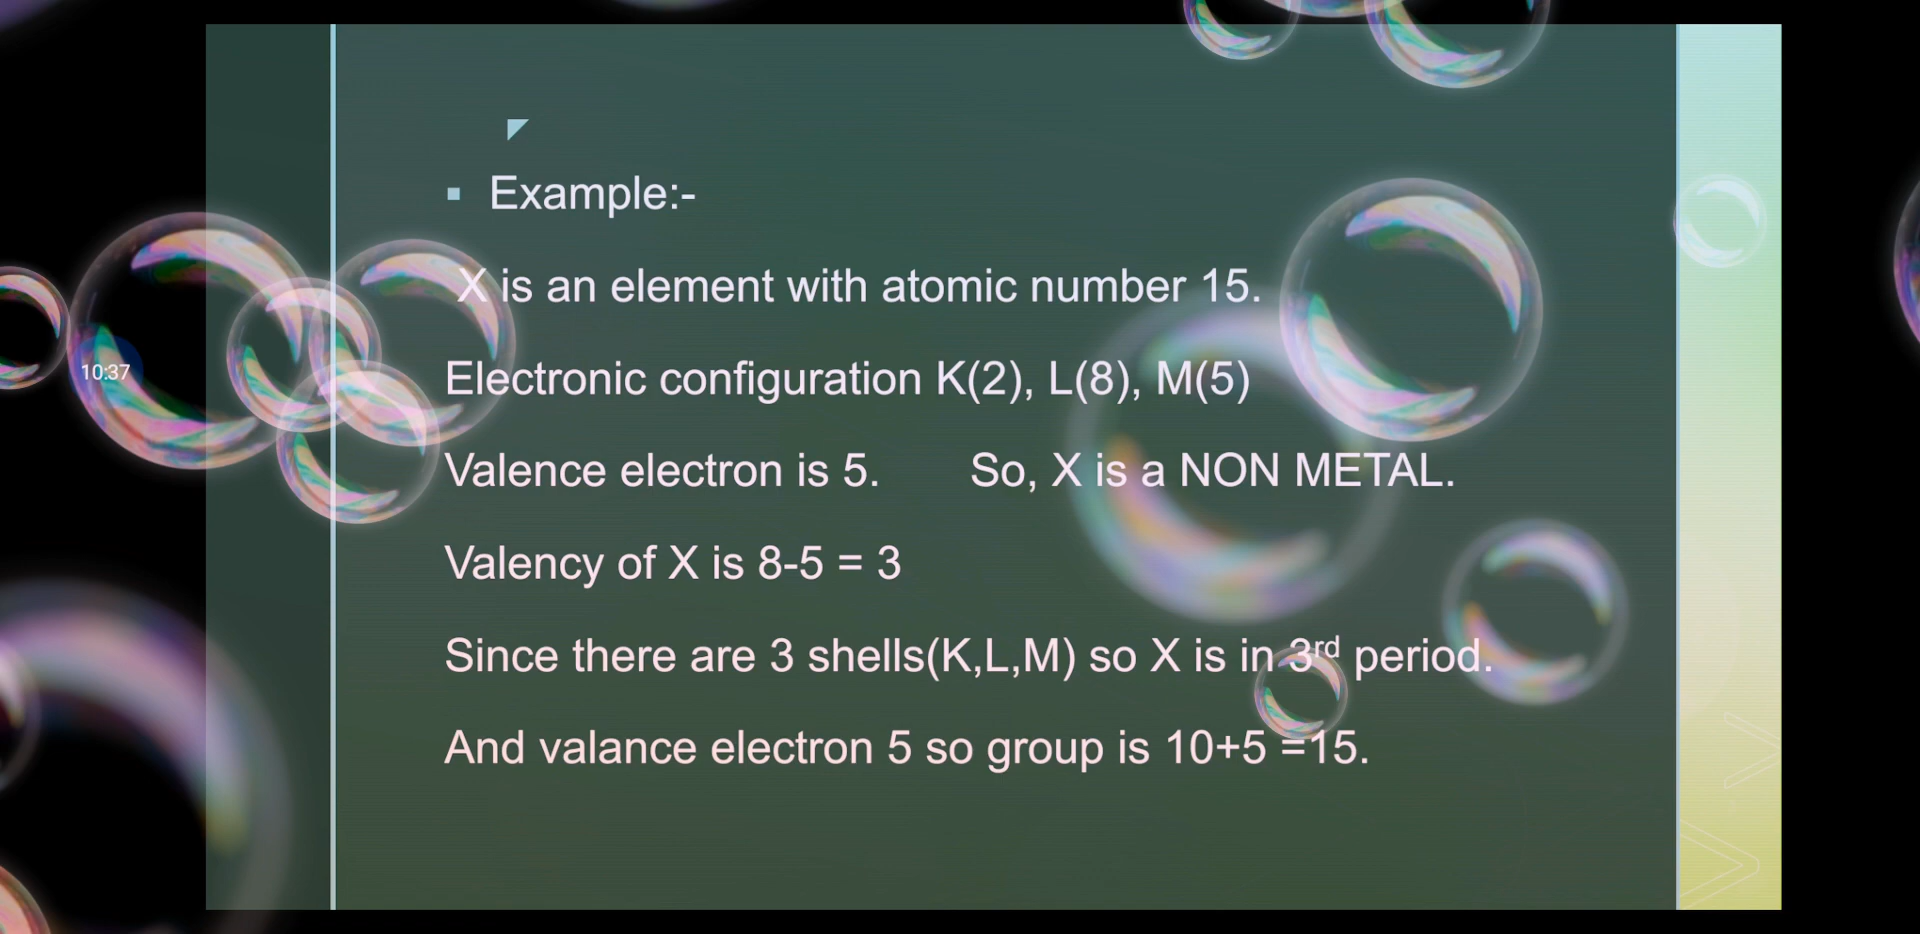 Example:-
X is an element with atomic number 15.
10:37
Electronic configuration K(2), L(8), M(5)
Valence electron is 5. So, X is a NON METAL.
Valency of X is 8-5 = 3
Since there are 3 shells(K,L,M) so X is in 3rd period.
And valance electron 5 so group is 10+5 =15.